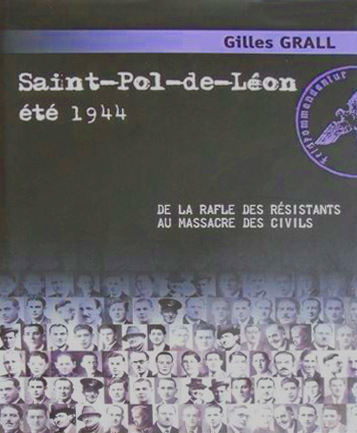 Gilles GRALL
Saint-Pol-de-Léon
été 1944
DE LA RAFLE DES RÉSISTANTS
AU MASSACRE DES CIVILS